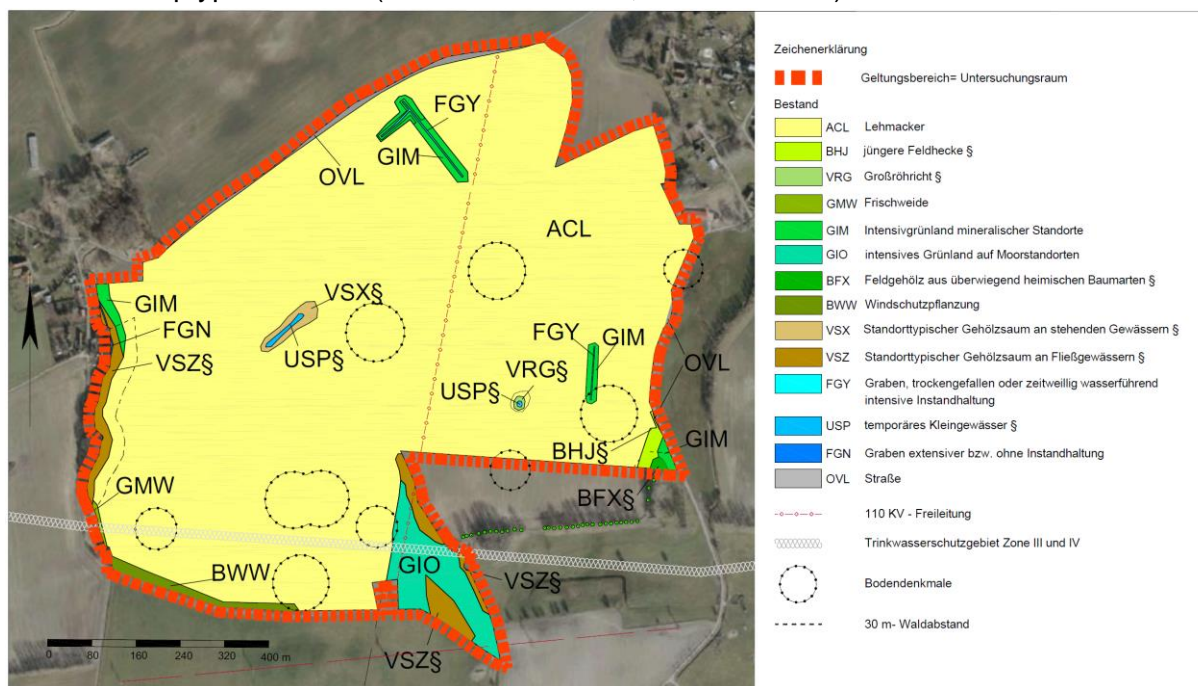 FGY
GIM
OVL
ACL
VSX§
GIM
FGN
VSZ§
USP§
FGY
GIM
VRG§
USP§
OVL
BHJ§
GIM
GMW
BFX§
BWW
GIO
VSZ§
VSZ§
0 80 160 240 320 400 m
Zeichenerklärung
Geltungsbereich= Untersuchungsraum
Bestand
ACL Lehmacker
BHJ jüngere Feldhecke §
VRG Großröhricht §
GMW Frischweide
GIM Intensivgrünland mineralischer Standorte
GIO intensives Grünland auf Moorstandorten
BFX Feldgehölz aus überwiegend heimischen Baumarten §
BWW Windschutzpflanzung
VSX Standorttypischer Gehölzsaum an stehenden Gewässern §
VSZ Standorttypischer Gehölzsaum an Fließgewässern §
FGY Graben, trockengefallen oder zeitweillig wasserführend
intensive Instandhaltung
USP temporäres Kleingewässer §
FGN Graben extensiver bzw. ohne Instandhaltung
OVL Straße
110 KV - Freileitung
Trinkwasserschutzgebiet Zone III und IV
Bodendenkmale
30 m- Waldabstand